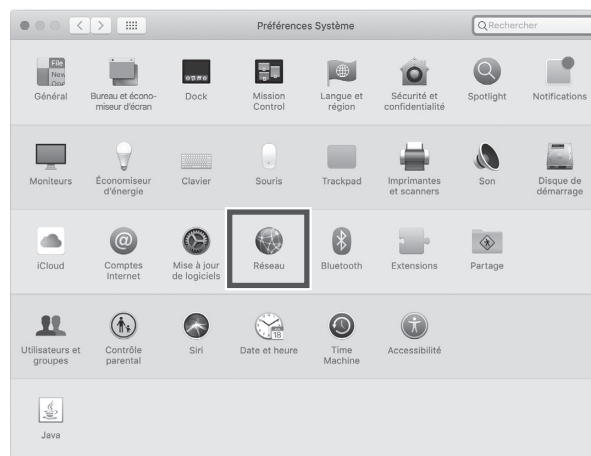 Préférences Système
Rechercher
File
New
Général
Bureau et écono-
miseur d'écran
Dock
Mission
Control
Langue et
région
Sécurité et
confidentialité
Spotlight
Notifications
Moniteurs
Économiseur
d'énergie
Clavier
Souris
Trackpad
Imprimantes
et scanners
Son
Disque de
démarrage
iCloud
@
Comptes
Internet
Mise à jour
de logiciels
Réseau
Bluetooth
Extensions
Partage
Utilisateurs et
groupes
Contrôle
parental
Siri
18
Date et heure
Time
Machine
Accessibilité
Java